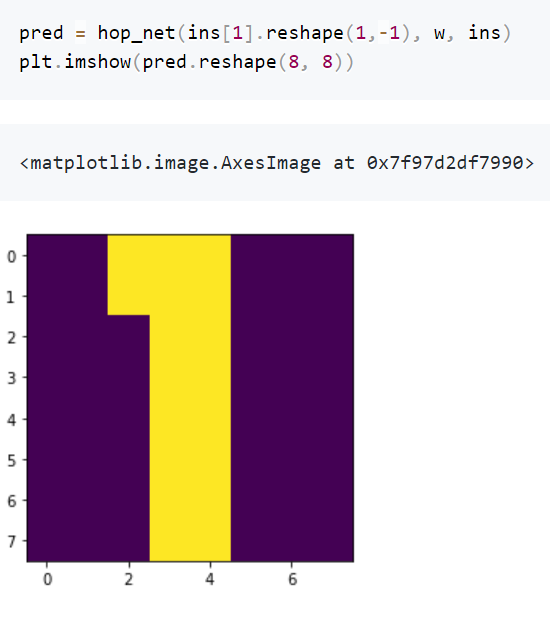 pred = hop_net(ins[1].reshape(1,-1), w, ins)
plt.imshow(pred.reshape(8, 8))
<matplotlib.image.AxesImage at 0x7f97d2df7990>
0
1
2
3
4
5
6
7
0 2 4 6